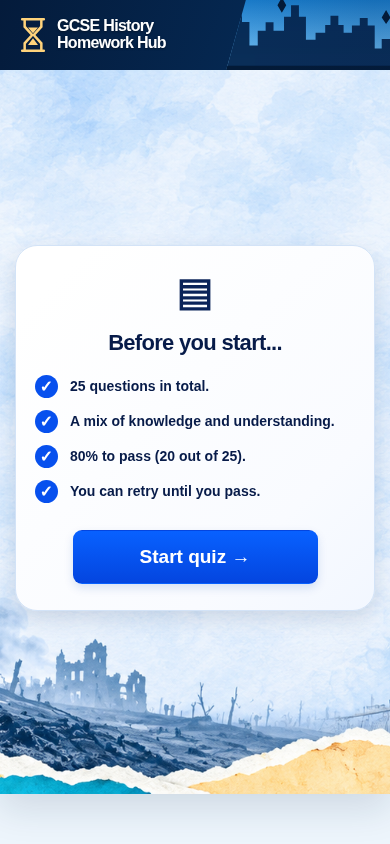 GCSE History
Homework Hub
Before you start...
25 questions in total.
A mix of knowledge and understanding.
80% to pass (20 out of 25).
You can retry until you pass.
Start quiz →